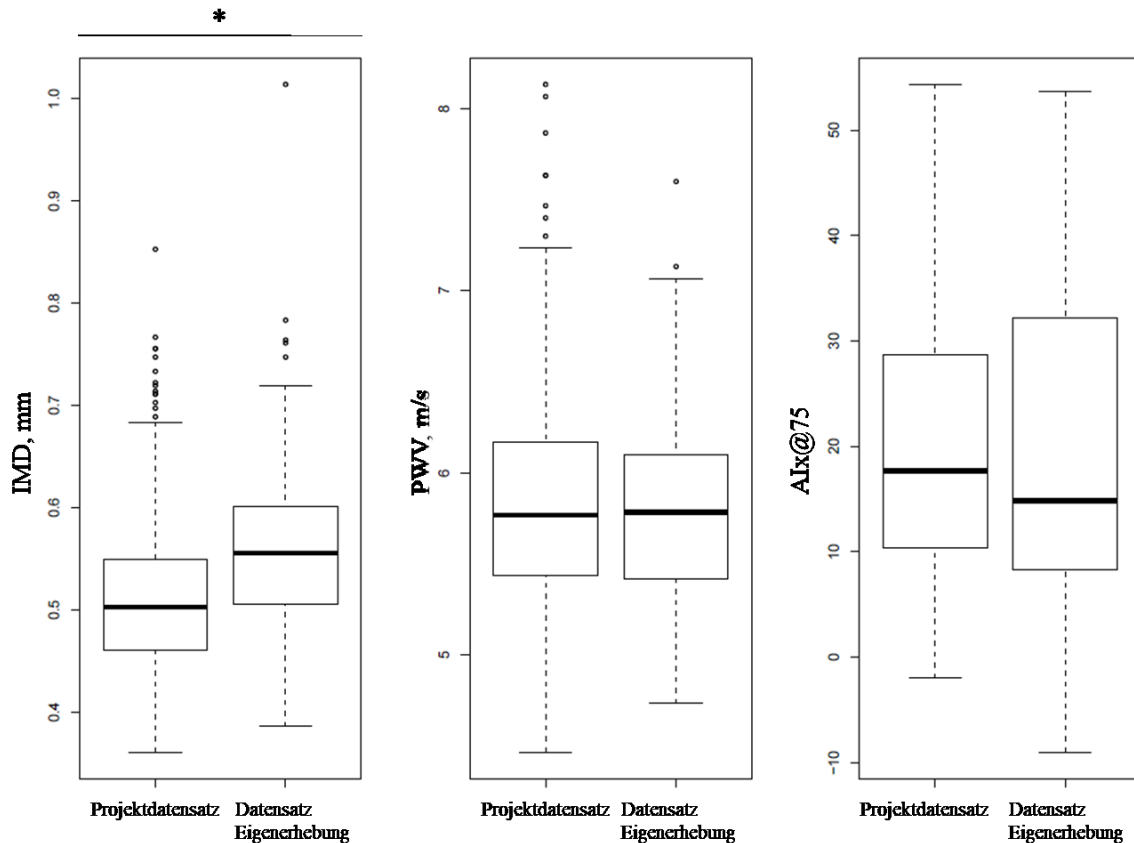 *
IMD, mm
1.0
0.9
0.8
0.7
0.6
0.5
0.4
Projektdatensatz
Datensatz
Eigenerhebung
PWV, m/s
8
7
6
5
Projektdatensatz
Datensatz
Eigenerhebung
AIx@75
50
40
30
20
10
0
−10
Projektdatensatz
Datensatz
Eigenerhebung